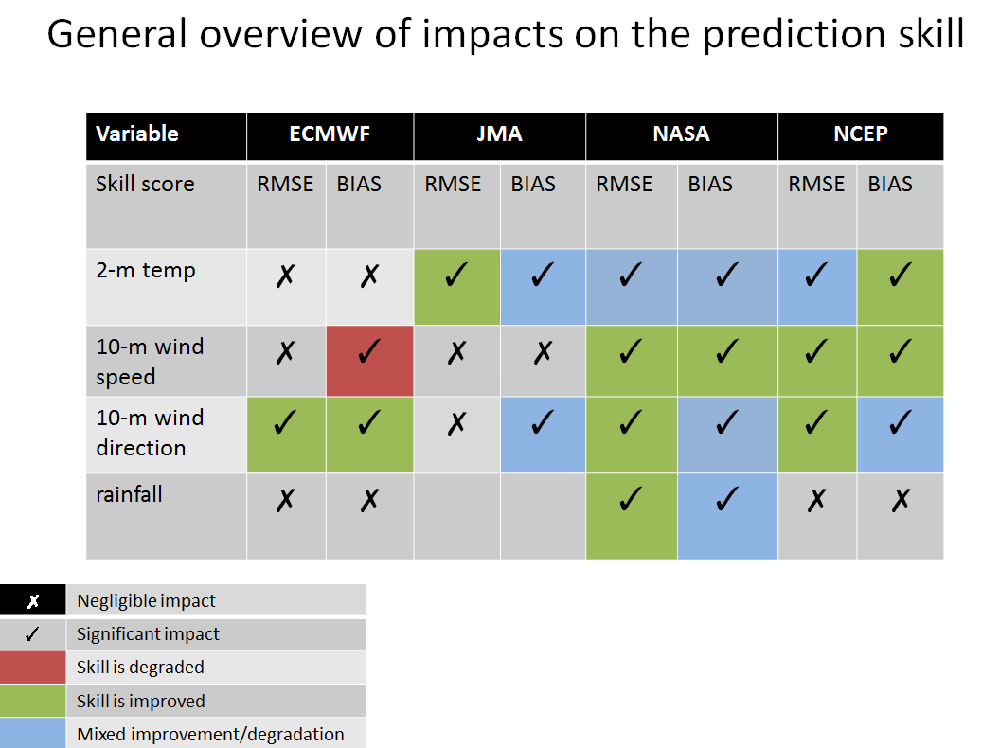 General overview of impacts on the prediction skill
Variable ECMWF JMA NASA NCEP
Skill score RMSE BIAS RMSE BIAS RMSE BIAS RMSE BIAS
2-m temp ✗ ✗ ✓ ✓ ✓ ✓ ✓ ✓
10-m wind
speed ✗ ✓ ✗ ✗ ✓ ✓ ✓ ✓
10-m wind
direction ✓ ✓ ✗ ✓ ✓ ✓ ✓ ✓
rainfall ✗ ✗ ✓ ✓ ✗ ✗
✗ Negligible impact
✓ Significant impact
Skill is degraded
Skill is improved
Mixed improvement/degradation